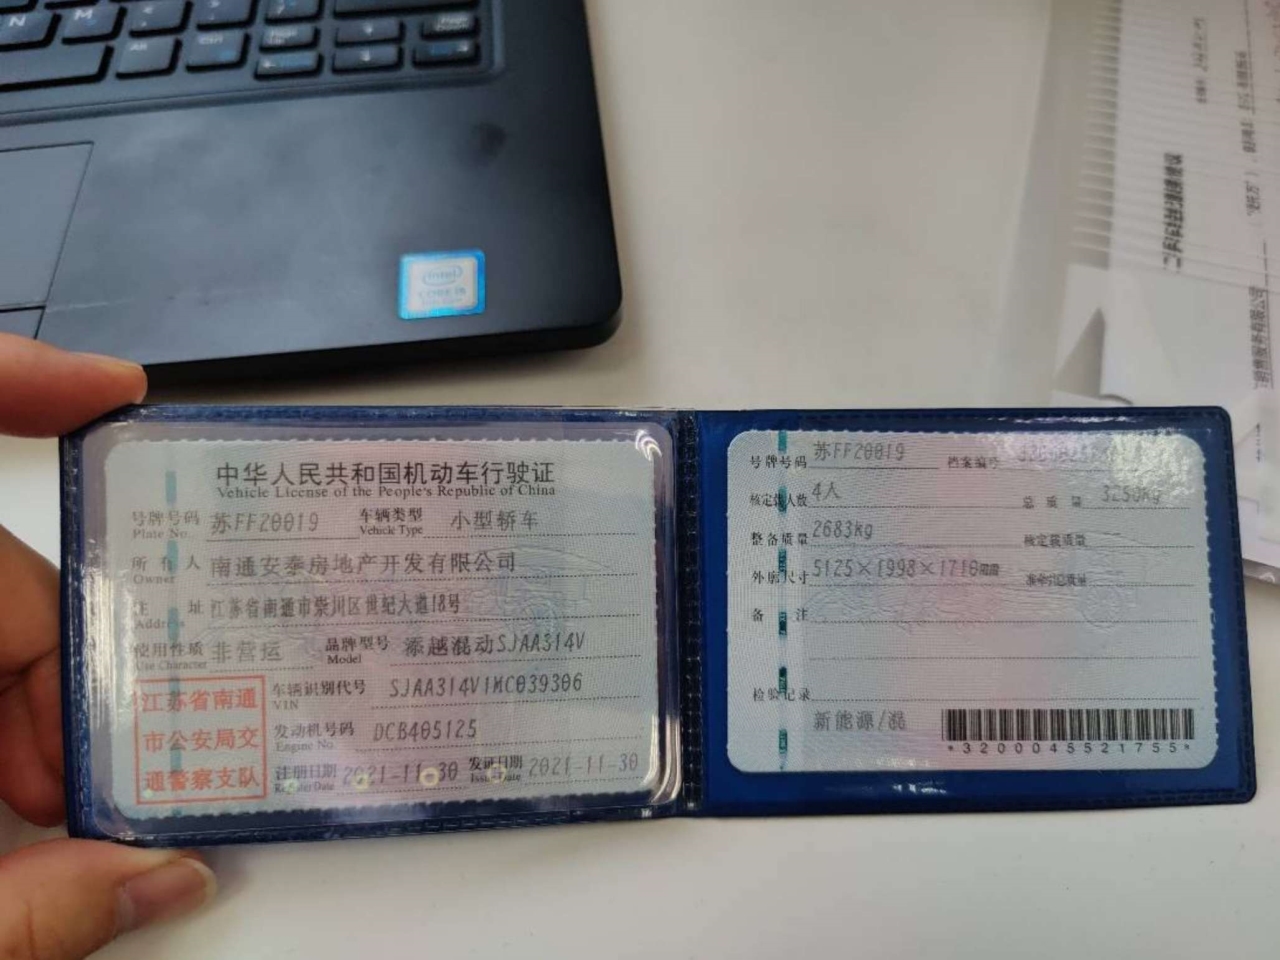 N
M
Alt
Ctrl
intel
CORE i5
中华人民共和国机动车行驶证
Vehicle License of the People's Republic of China
号牌号码 苏FF20019 车辆类型 小型轿车
Plate No. Vehicle Type
所有人 南通安泰房地产开发有限公司
Owner
住址 江苏省南通市崇川区世纪大道18号
Address
使用性质 非营运 品牌型号 添越混动SJAA314V
Use Character Model
江苏省南通
市公安局交
通警察支队
车辆识别代号 SJAA314V1MC039306
VIN
发动机号码 DCB405125
Engine No.
注册日期 2021-11-30 发证日期 2021-11-30
Register Date Issue Date
号牌号码 苏FF20019 档案编号
核定载人数 4人 总质量 3250kg
整备质量 2683kg 核定载质量
外廓尺寸 5125×1998×1710mm 准牵引总质量
备注
检验记录
新能源/混
*3200045521755*